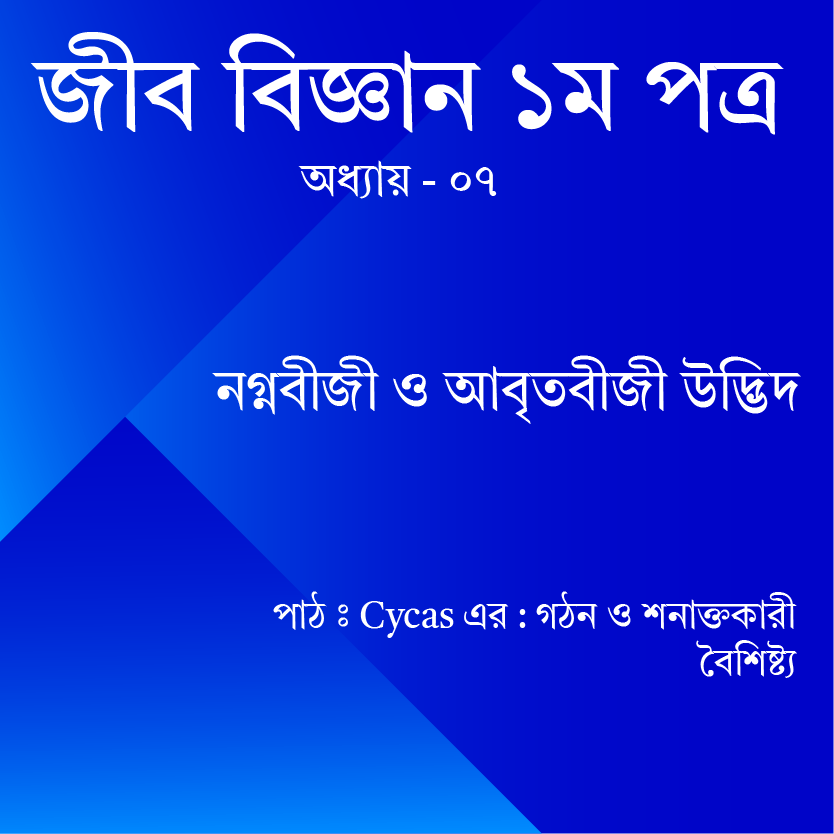 জীব বিজ্ঞান ১ম পত্র
অধ্যায় - ০৭
নগ্নবীজী ও আবৃতবীজী উদ্ভিদ
পাঠ ঃ Cycas এর : গঠন ও শনাক্তকারী
বৈশিষ্ট্য